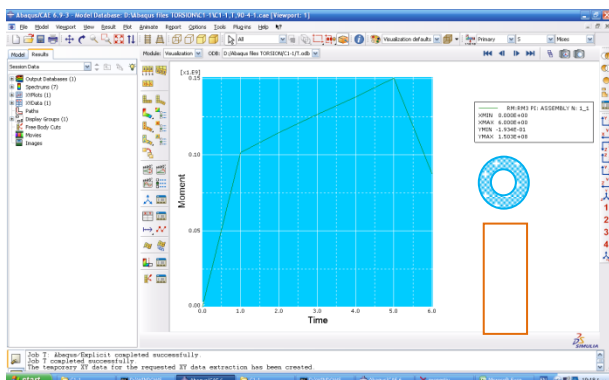 Abaqus/CAE 6.9-3 - Model Database: D:\Abaqus files TORSION\C1-1\C1-1,1,90-4-1.cae [Viewport: 1]
File Model Viewport View Result Plot Animate Report Options Tools Plug-ins Help
All
Visualization defaults
Primary S Mises
Model Results
Module: Visualization ODB: D:/Abaqus files TORSION/C1-1/T.odb
Session Data
Output Databases (1)
Spectrums (7)
XYPlots (1)
XYData (1)
Paths
Display Groups (1)
Free Body Cuts
Movies
Images
[x1.E9]
0.15
0.10
0.05
0.00
Moment
0.0 1.0 2.0 3.0 4.0 5.0 6.0
Time
RM:RM3 PI: ASSEMBLY N: 1_1
XMIN 0.000E+00
XMAX 6.000E+00
YMIN -1.934E-01
YMAX 1.503E+08
1
2
3
4
SIMULIA
Job T: Abaqus/Explicit completed successfully.
Job T completed successfully.
The temporary XY data for the requested XY data extraction has been created.
start